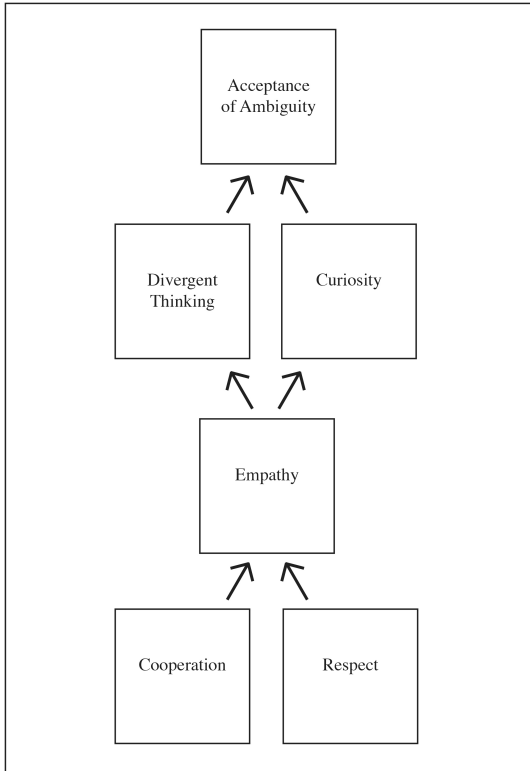 Acceptance
of Ambiguity
Divergent
Thinking
Curiosity
Empathy
Cooperation
Respect